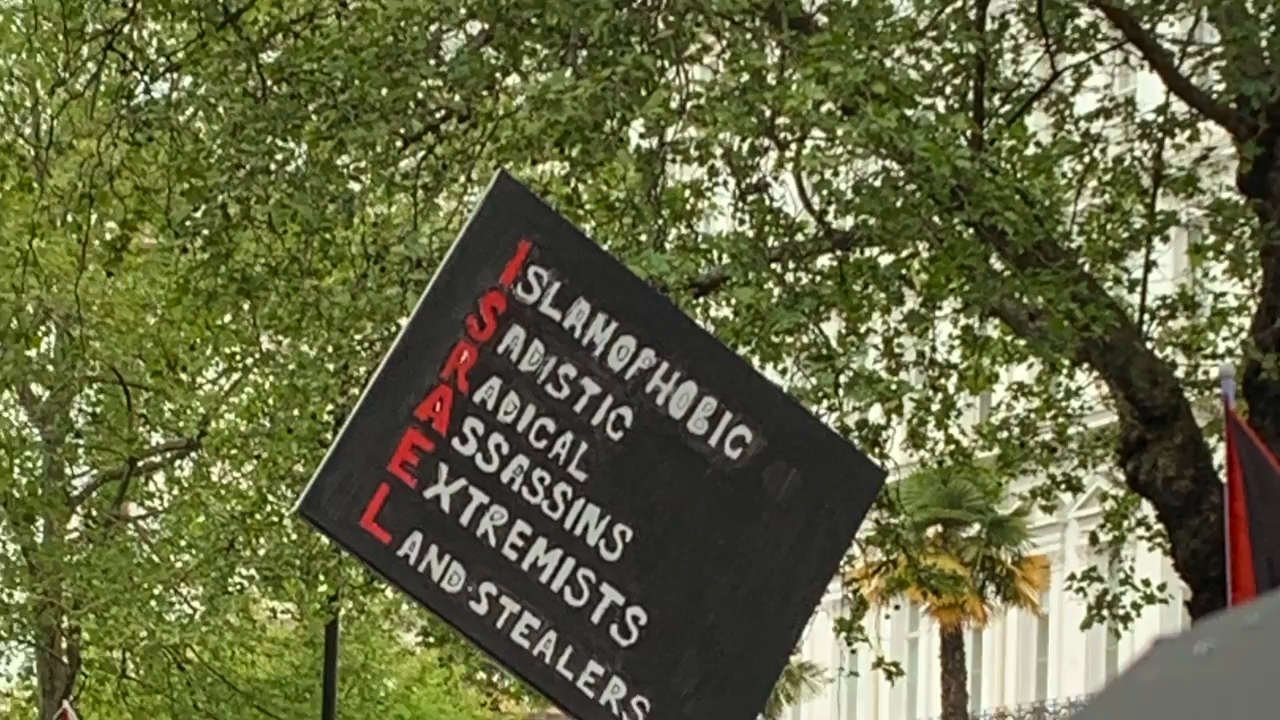 ISLAMOPHOBIC
SADISTIC
RADICAL
ASSASSINS
EXTREMISTS
LAND-STEALERS